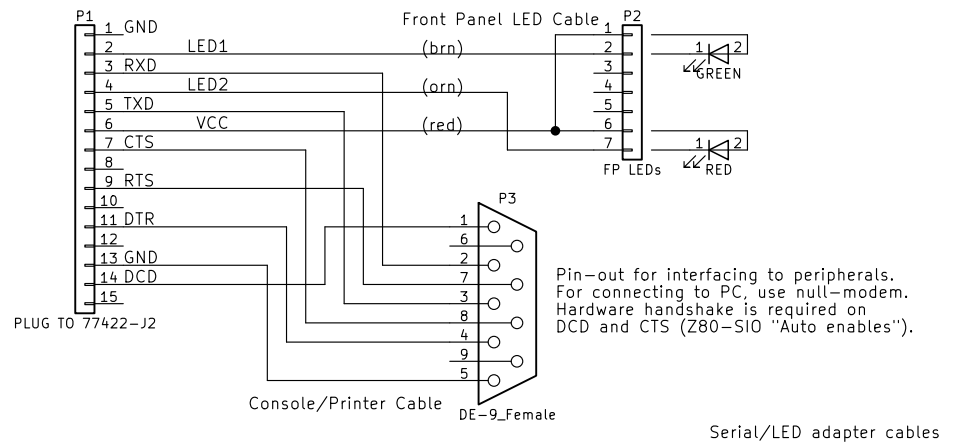 P1
1 GND
2 LED1 (brn)
3 RXD
4 LED2 (orn)
5 TXD
6 VCC (red)
7 CTS
8
9 RTS
10
11 DTR
12
13 GND
14 DCD
15
PLUG TO 77422-J2
Front Panel LED Cable
P2
1
2
3
4
5
6
7
FP LEDs
1 2
GREEN
1 2
RED
P3
1
6
2
7
3
8
4
9
5
DE-9_Female
Console/Printer Cable
Pin-out for interfacing to peripherals.
For connecting to PC, use null-modem.
Hardware handshake is required on
DCD and CTS (Z80-SIO "Auto enables").
Serial/LED adapter cables